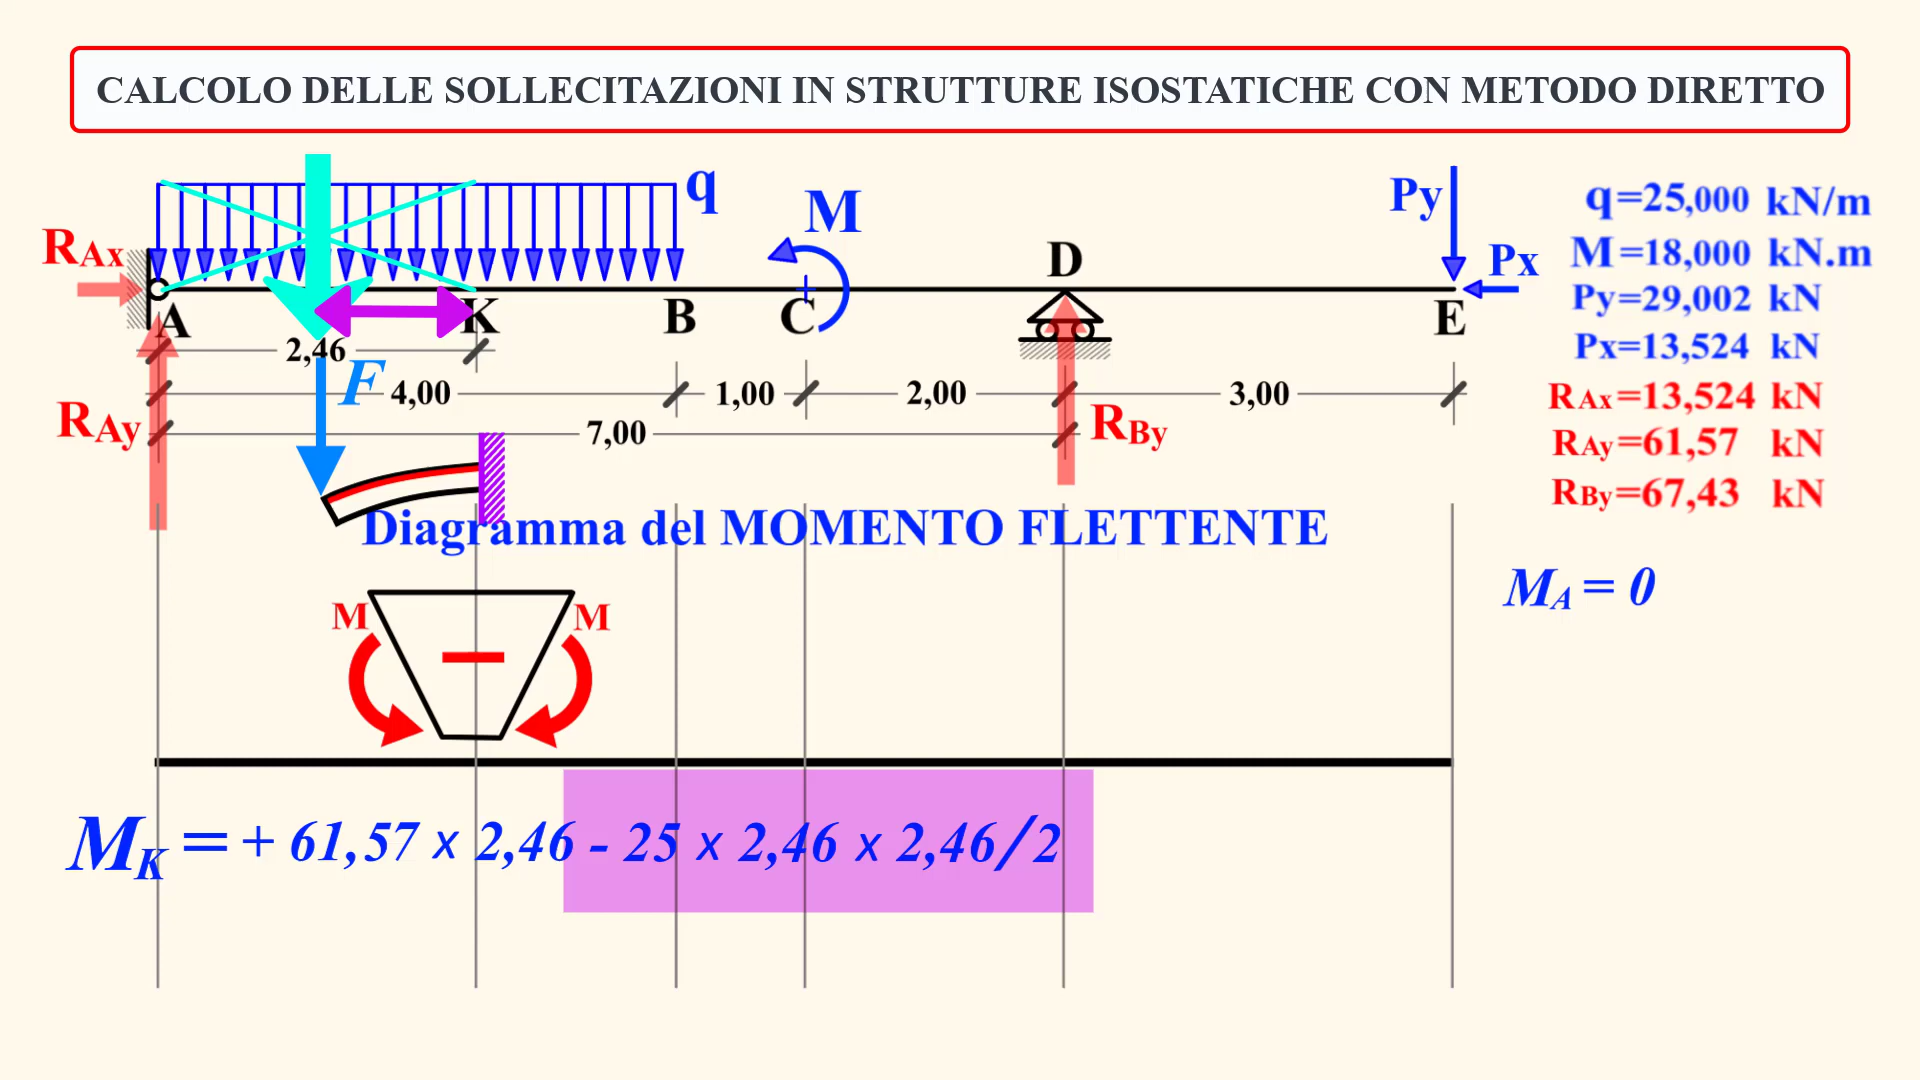 CALCOLO DELLE SOLLECITAZIONI IN STRUTTURE ISOSTATICHE CON METODO DIRETTO
q
M
Py
Px
RAx
A
K
B
C
D
E
2,46
F
4,00
1,00
2,00
3,00
RAy
7,00
RBy
q=25,000 kN/m
M=18,000 kN.m
Py=29,002 kN
Px=13,524 kN
RAx=13,524 kN
RAy=61,57 kN
RBy=67,43 kN
Diagramma del MOMENTO FLETTENTE
MA = 0
M
M
−
MK = + 61,57 x 2,46 - 25 x 2,46 x 2,46/2